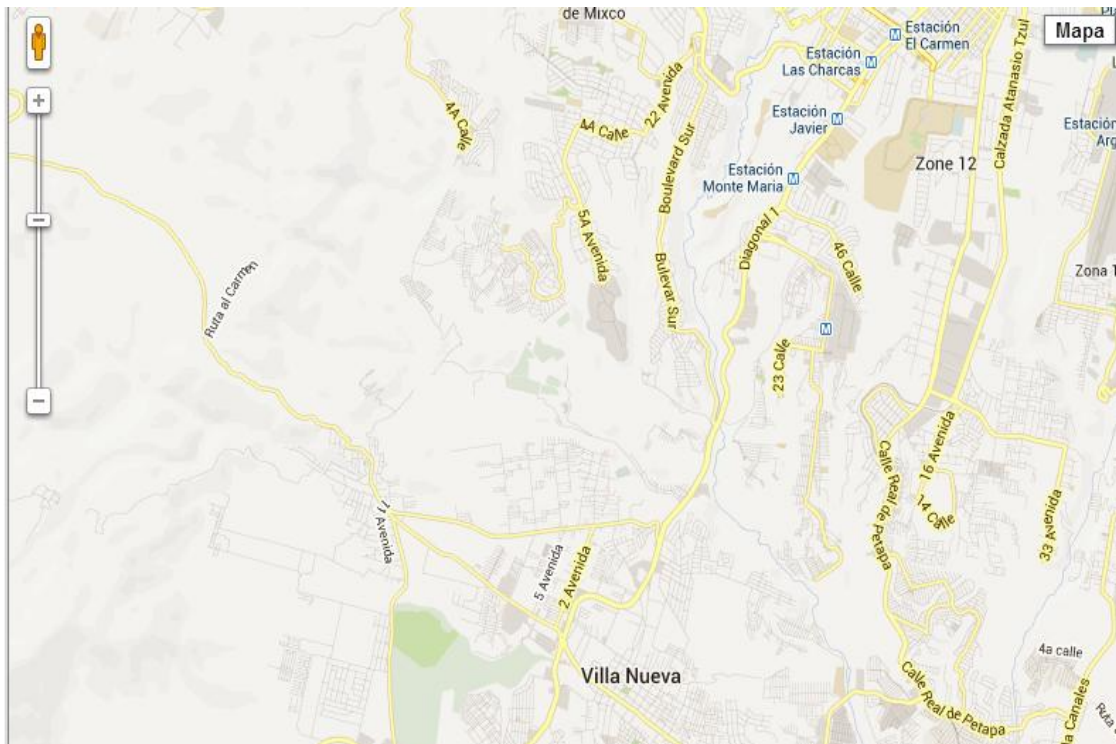 de Mixco
Estación
El Carmen
Mapa
Estación
Las Charcas
Calzada Atanasio Tzul
22 Avenida
4A Calle
4A Calle
Estación
Javier
Estación
Boulevard Sur
Zone 12
Estación
Monte Maria
5A Avenida
Diagonal 1
46 Calle
Ruta al Carmen
Bulevar Sur
23 Calle
Calle Real de Petapa
16 Avenida
14 Calle
33 Avenida
11 Avenida
5 Avenida
2 Avenida
4a calle
Villa Nueva
Calle Real de Petapa
Canales
Ruta
M
M
M
M
M